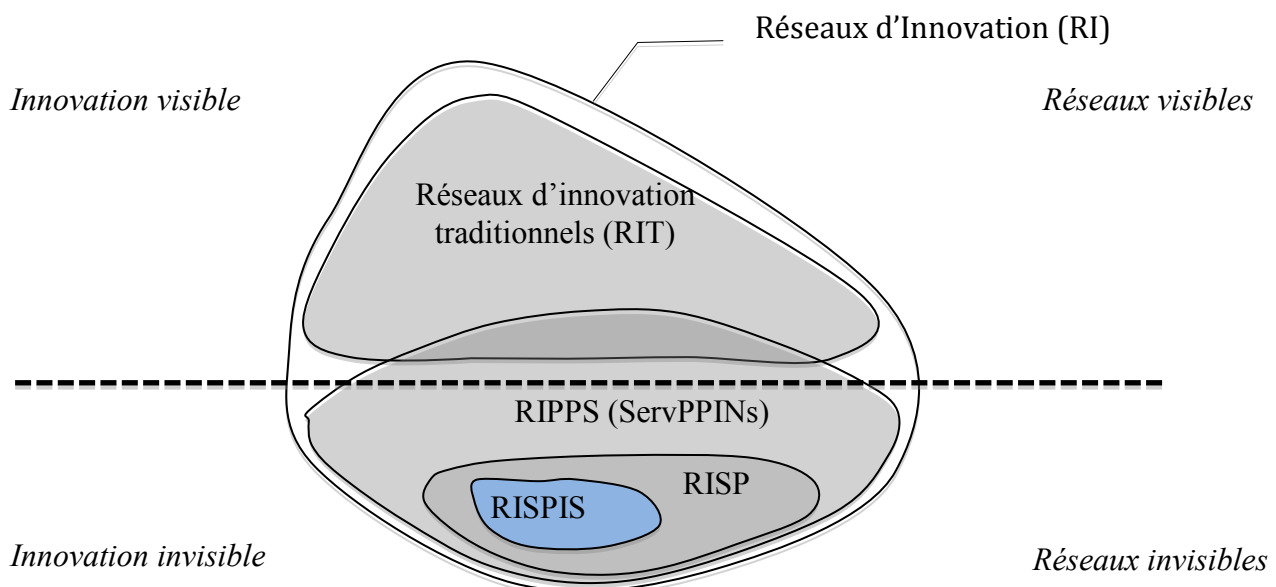 Réseaux d’Innovation (RI)
Innovation visible
Réseaux visibles
Réseaux d’innovation
traditionnels (RIT)
RIPPS (ServPPINs)
RISP
RISPIS
Innovation invisible
Réseaux invisibles